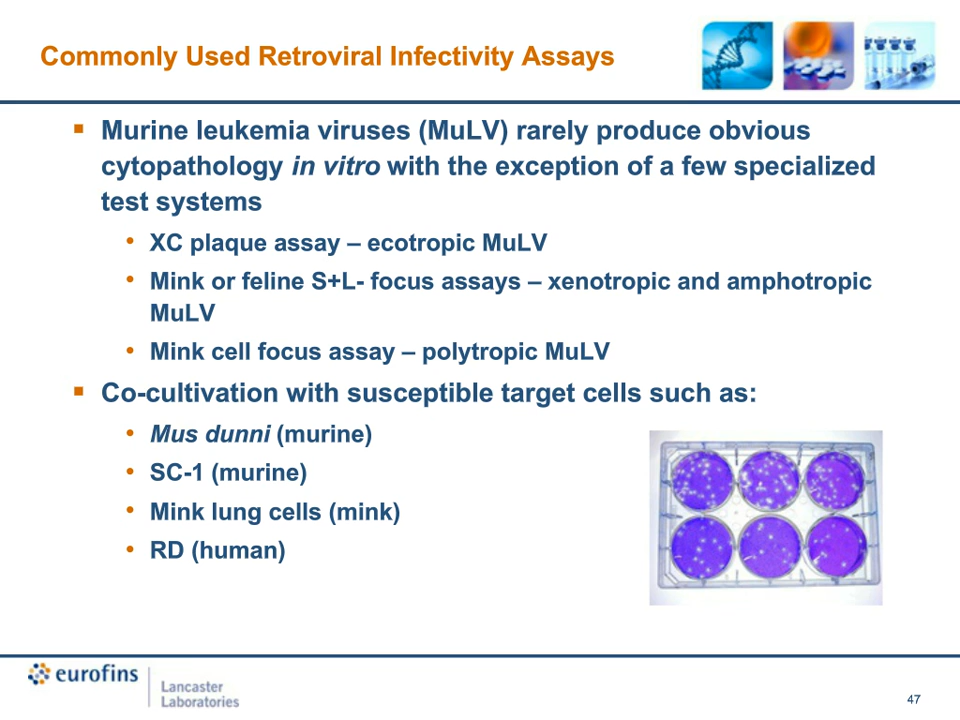 Commonly Used Retroviral Infectivity Assays
▪ Murine leukemia viruses (MuLV) rarely produce obvious
cytopathology in vitro with the exception of a few specialized
test systems
• XC plaque assay – ecotropic MuLV
• Mink or feline S+L- focus assays – xenotropic and amphotropic
MuLV
• Mink cell focus assay – polytropic MuLV
▪ Co-cultivation with susceptible target cells such as:
• Mus dunni (murine)
• SC-1 (murine)
• Mink lung cells (mink)
• RD (human)
eurofins
Lancaster
Laboratories
47